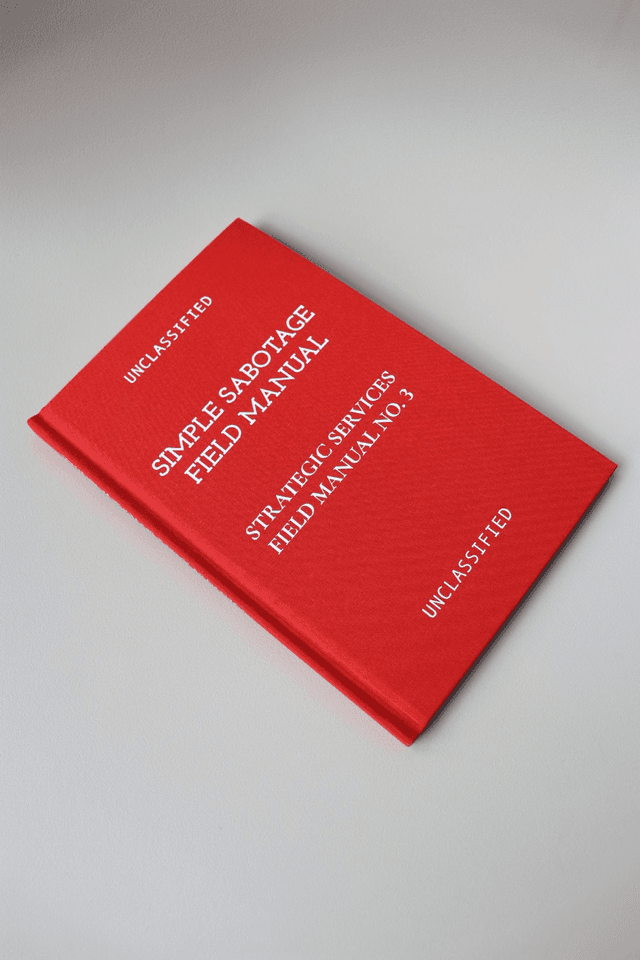 UNCLASSIFIED
SIMPLE SABOTAGE
FIELD MANUAL
STRATEGIC SERVICES
FIELD MANUAL NO. 3
UNCLASSIFIED